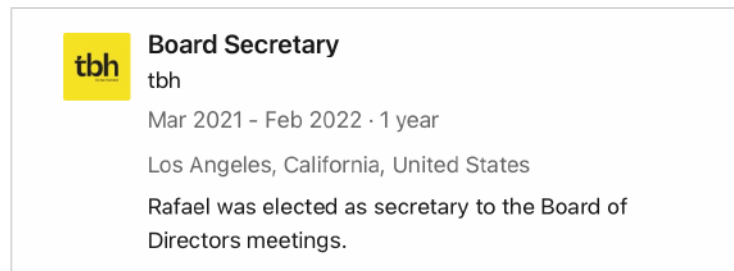 tbh
Board Secretary
tbh
Mar 2021 - Feb 2022 · 1 year
Los Angeles, California, United States
Rafael was elected as secretary to the Board of
Directors meetings.